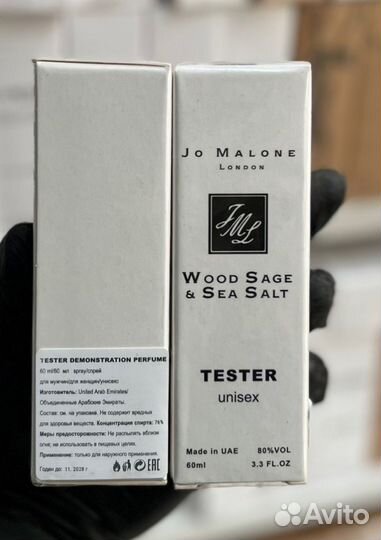 TESTER DEMONSTRATION PERFUME
60 ml/60 мл spray/спрей
для мужчин/для женщин/унисекс
Изготовитель: United Arab Emirates/
Объединенные Арабские Эмираты.
Состав: см. на упаковке. Не содержит вредных
для здоровья веществ. Концентрация спирта: 76%
Меры предосторожности: Не распылять вблизи
огня; не использовать в пищевых целях.
Применение: только для наружного применения.
Годен до: 11. 2028 г
EAC
JO MALONE
LONDON
JML
WOOD SAGE
& SEA SALT
TESTER
unisex
Made in UAE 80%VOL
60ml 3.3 FL.OZ
Avito